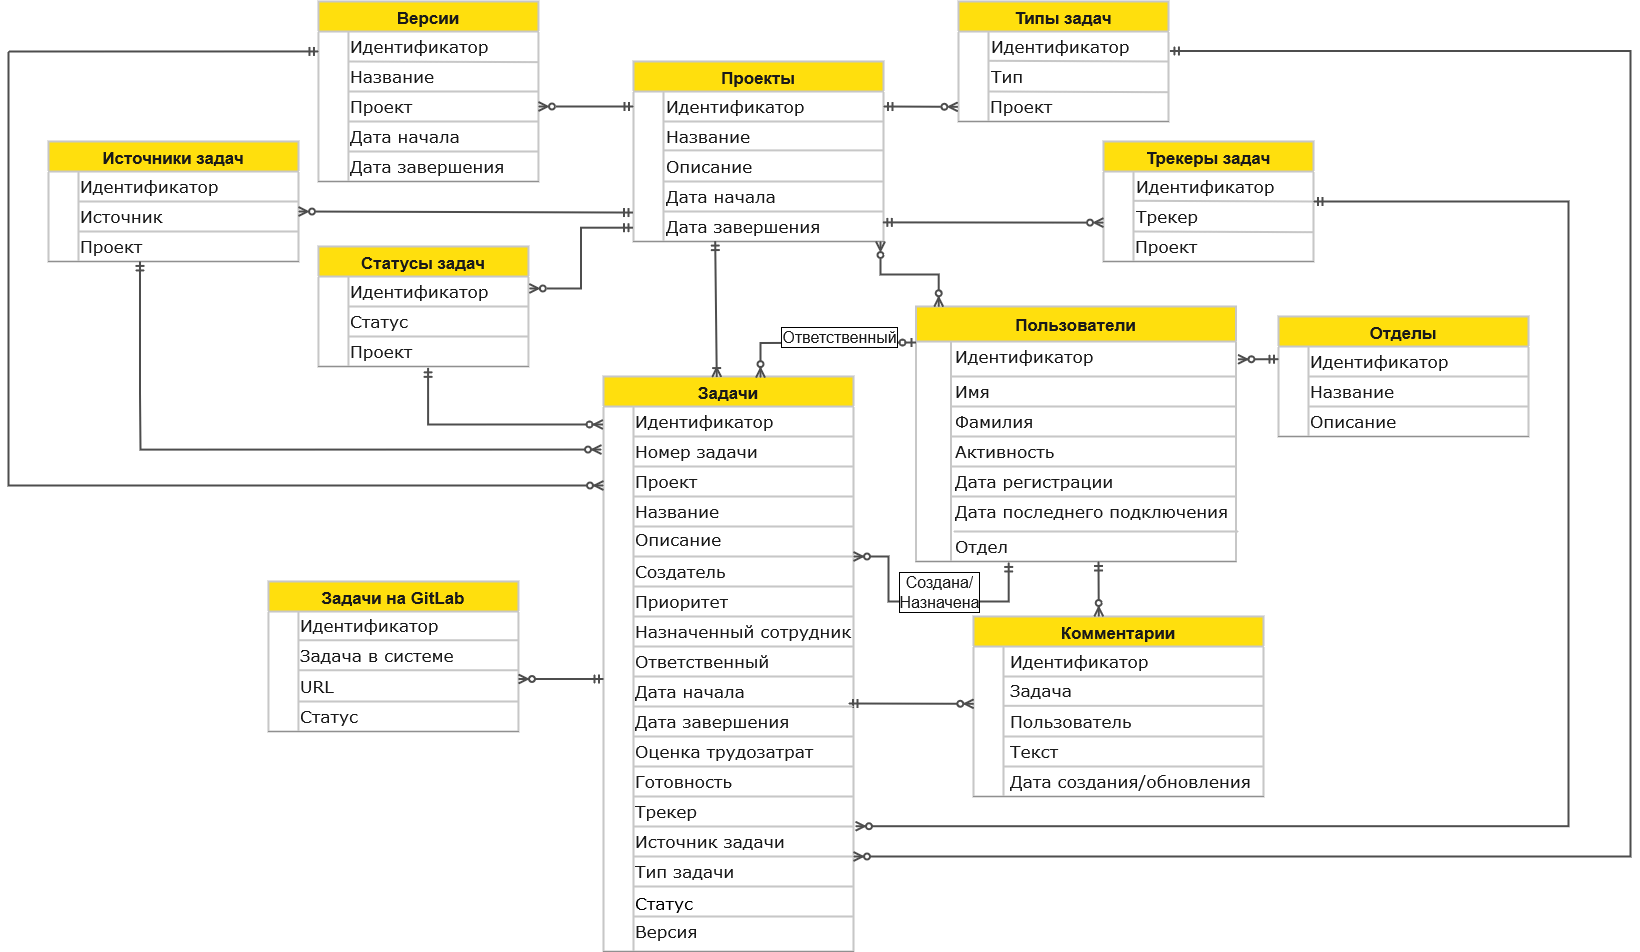 Версии
Идентификатор
Название
Проект
Дата начала
Дата завершения
Проекты
Идентификатор
Название
Описание
Дата начала
Дата завершения
Типы задач
Идентификатор
Тип
Проект
Источники задач
Идентификатор
Источник
Проект
Трекеры задач
Идентификатор
Трекер
Проект
Статусы задач
Идентификатор
Статус
Проект
Ответственный
Пользователи
Идентификатор
Имя
Фамилия
Активность
Дата регистрации
Дата последнего подключения
Отдел
Отделы
Идентификатор
Название
Описание
Задачи
Идентификатор
Номер задачи
Проект
Название
Описание
Создатель
Приоритет
Назначенный сотрудник
Ответственный
Дата начала
Дата завершения
Оценка трудозатрат
Готовность
Трекер
Источник задачи
Тип задачи
Статус
Версия
Создана/
Назначена
Задачи на GitLab
Идентификатор
Задача в системе
URL
Статус
Комментарии
Идентификатор
Задача
Пользователь
Текст
Дата создания/обновления